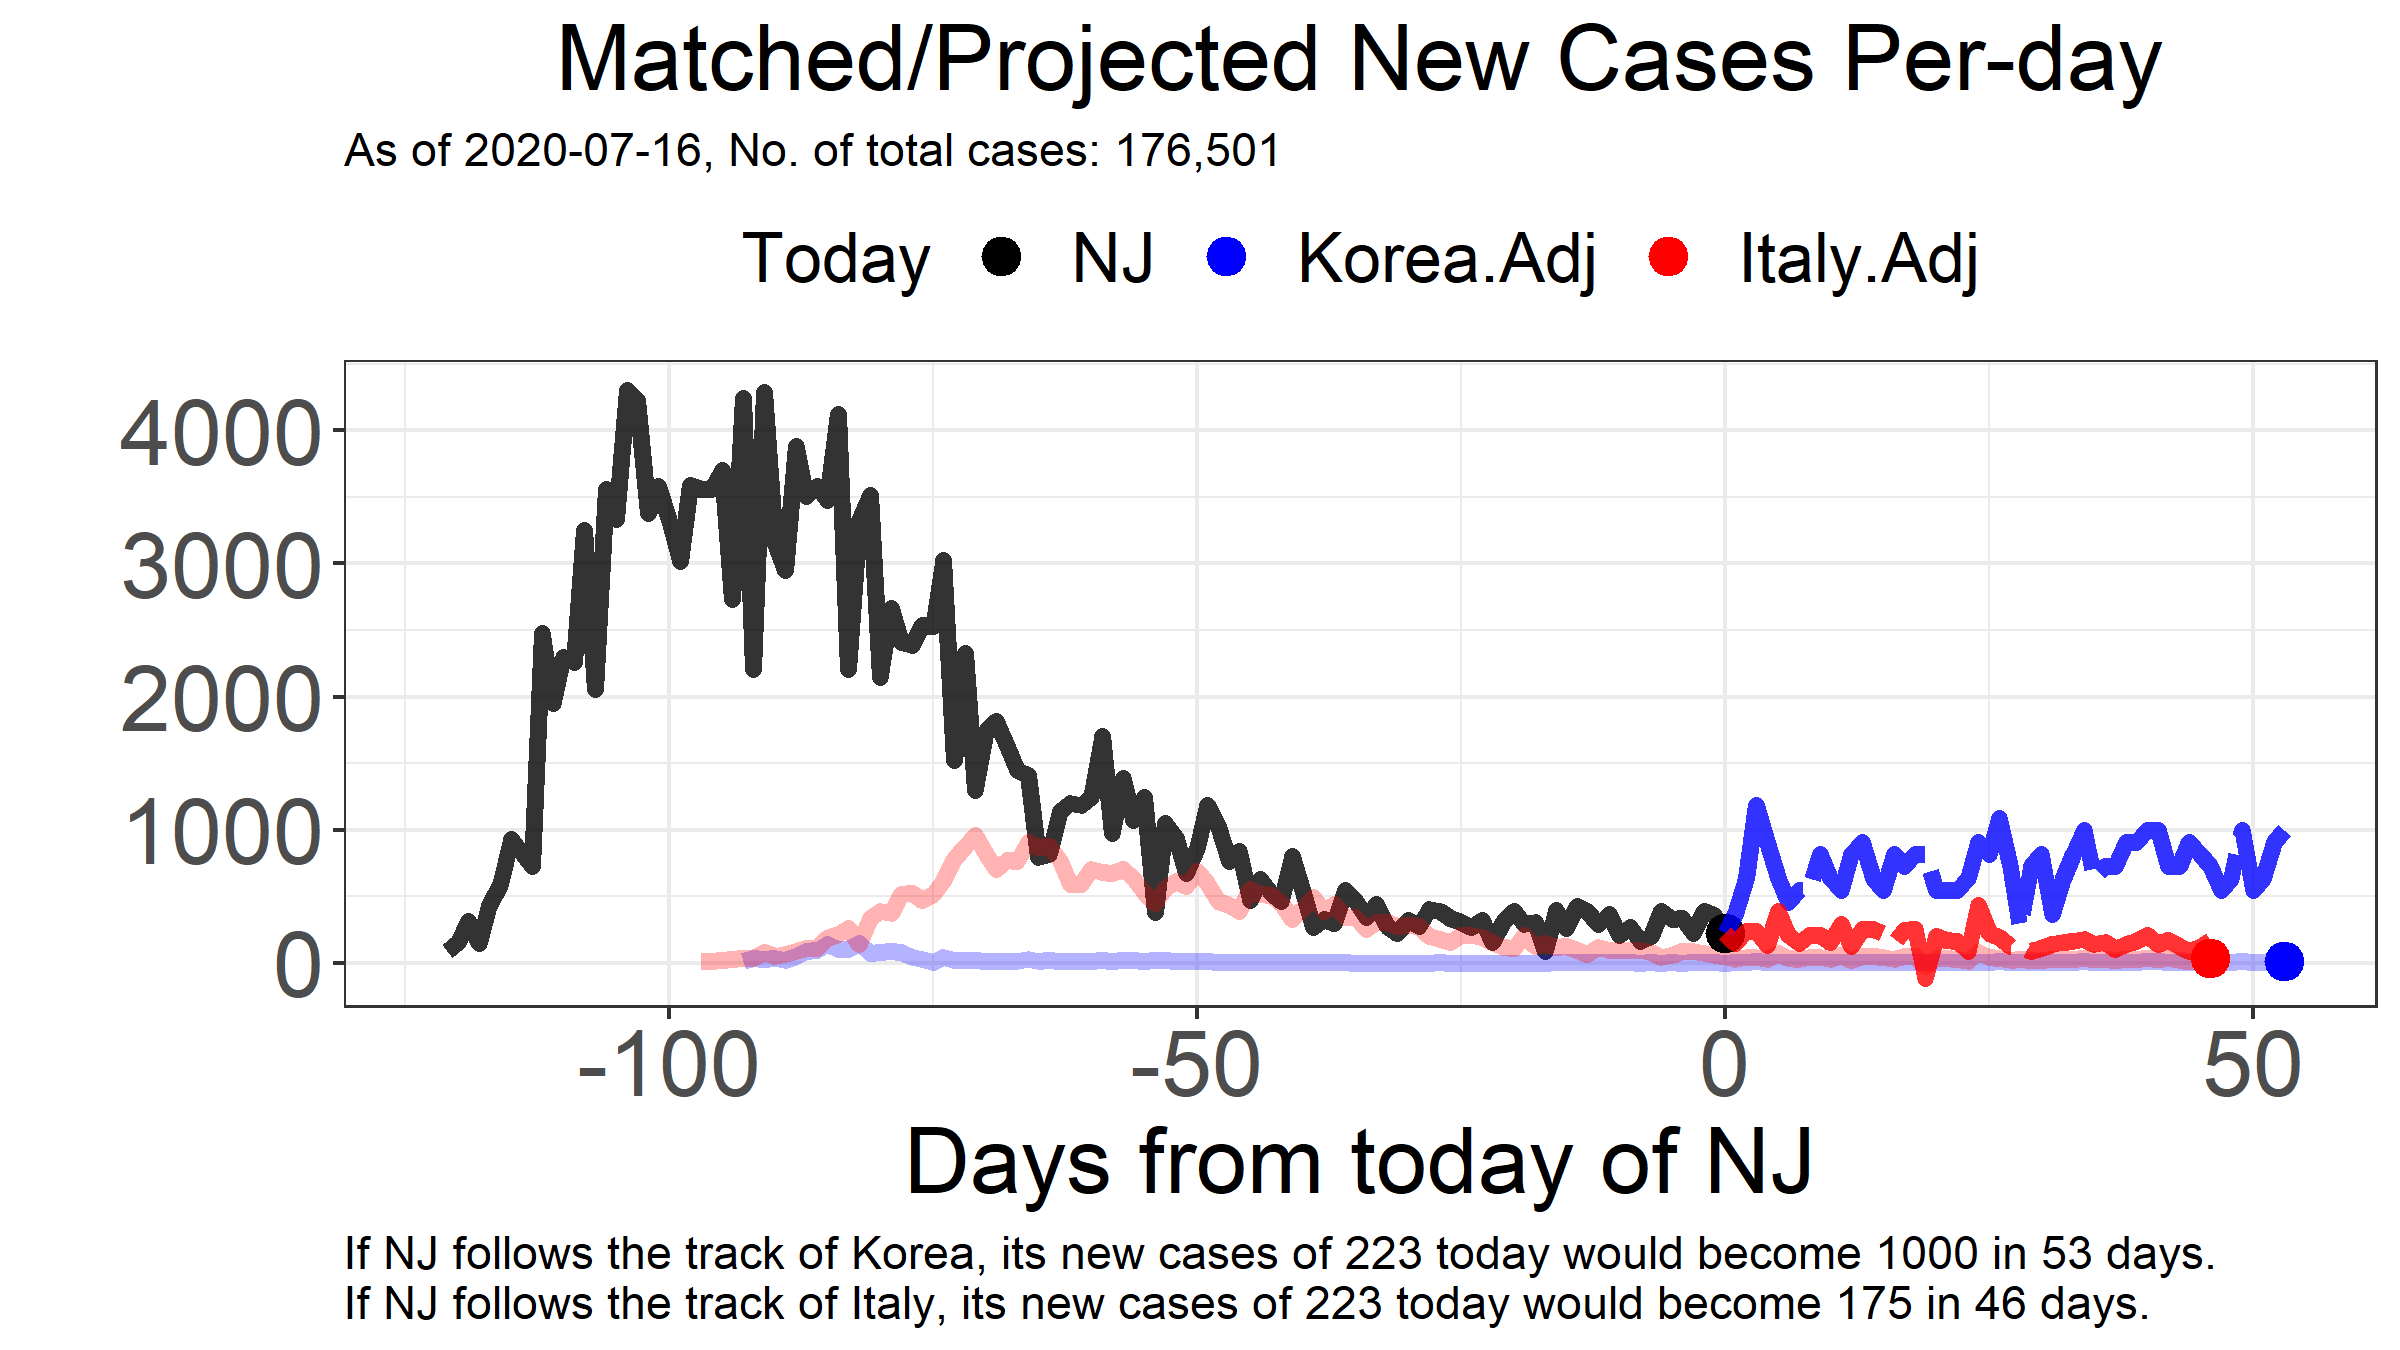 Matched/Projected New Cases Per-day
As of 2020-07-16, No. of total cases: 176,501
Today NJ Korea.Adj Italy.Adj
4000
3000
2000
1000
0
-100 -50 0 50
Days from today of NJ
If NJ follows the track of Korea, its new cases of 223 today would become 1000 in 53 days.
If NJ follows the track of Italy, its new cases of 223 today would become 175 in 46 days.